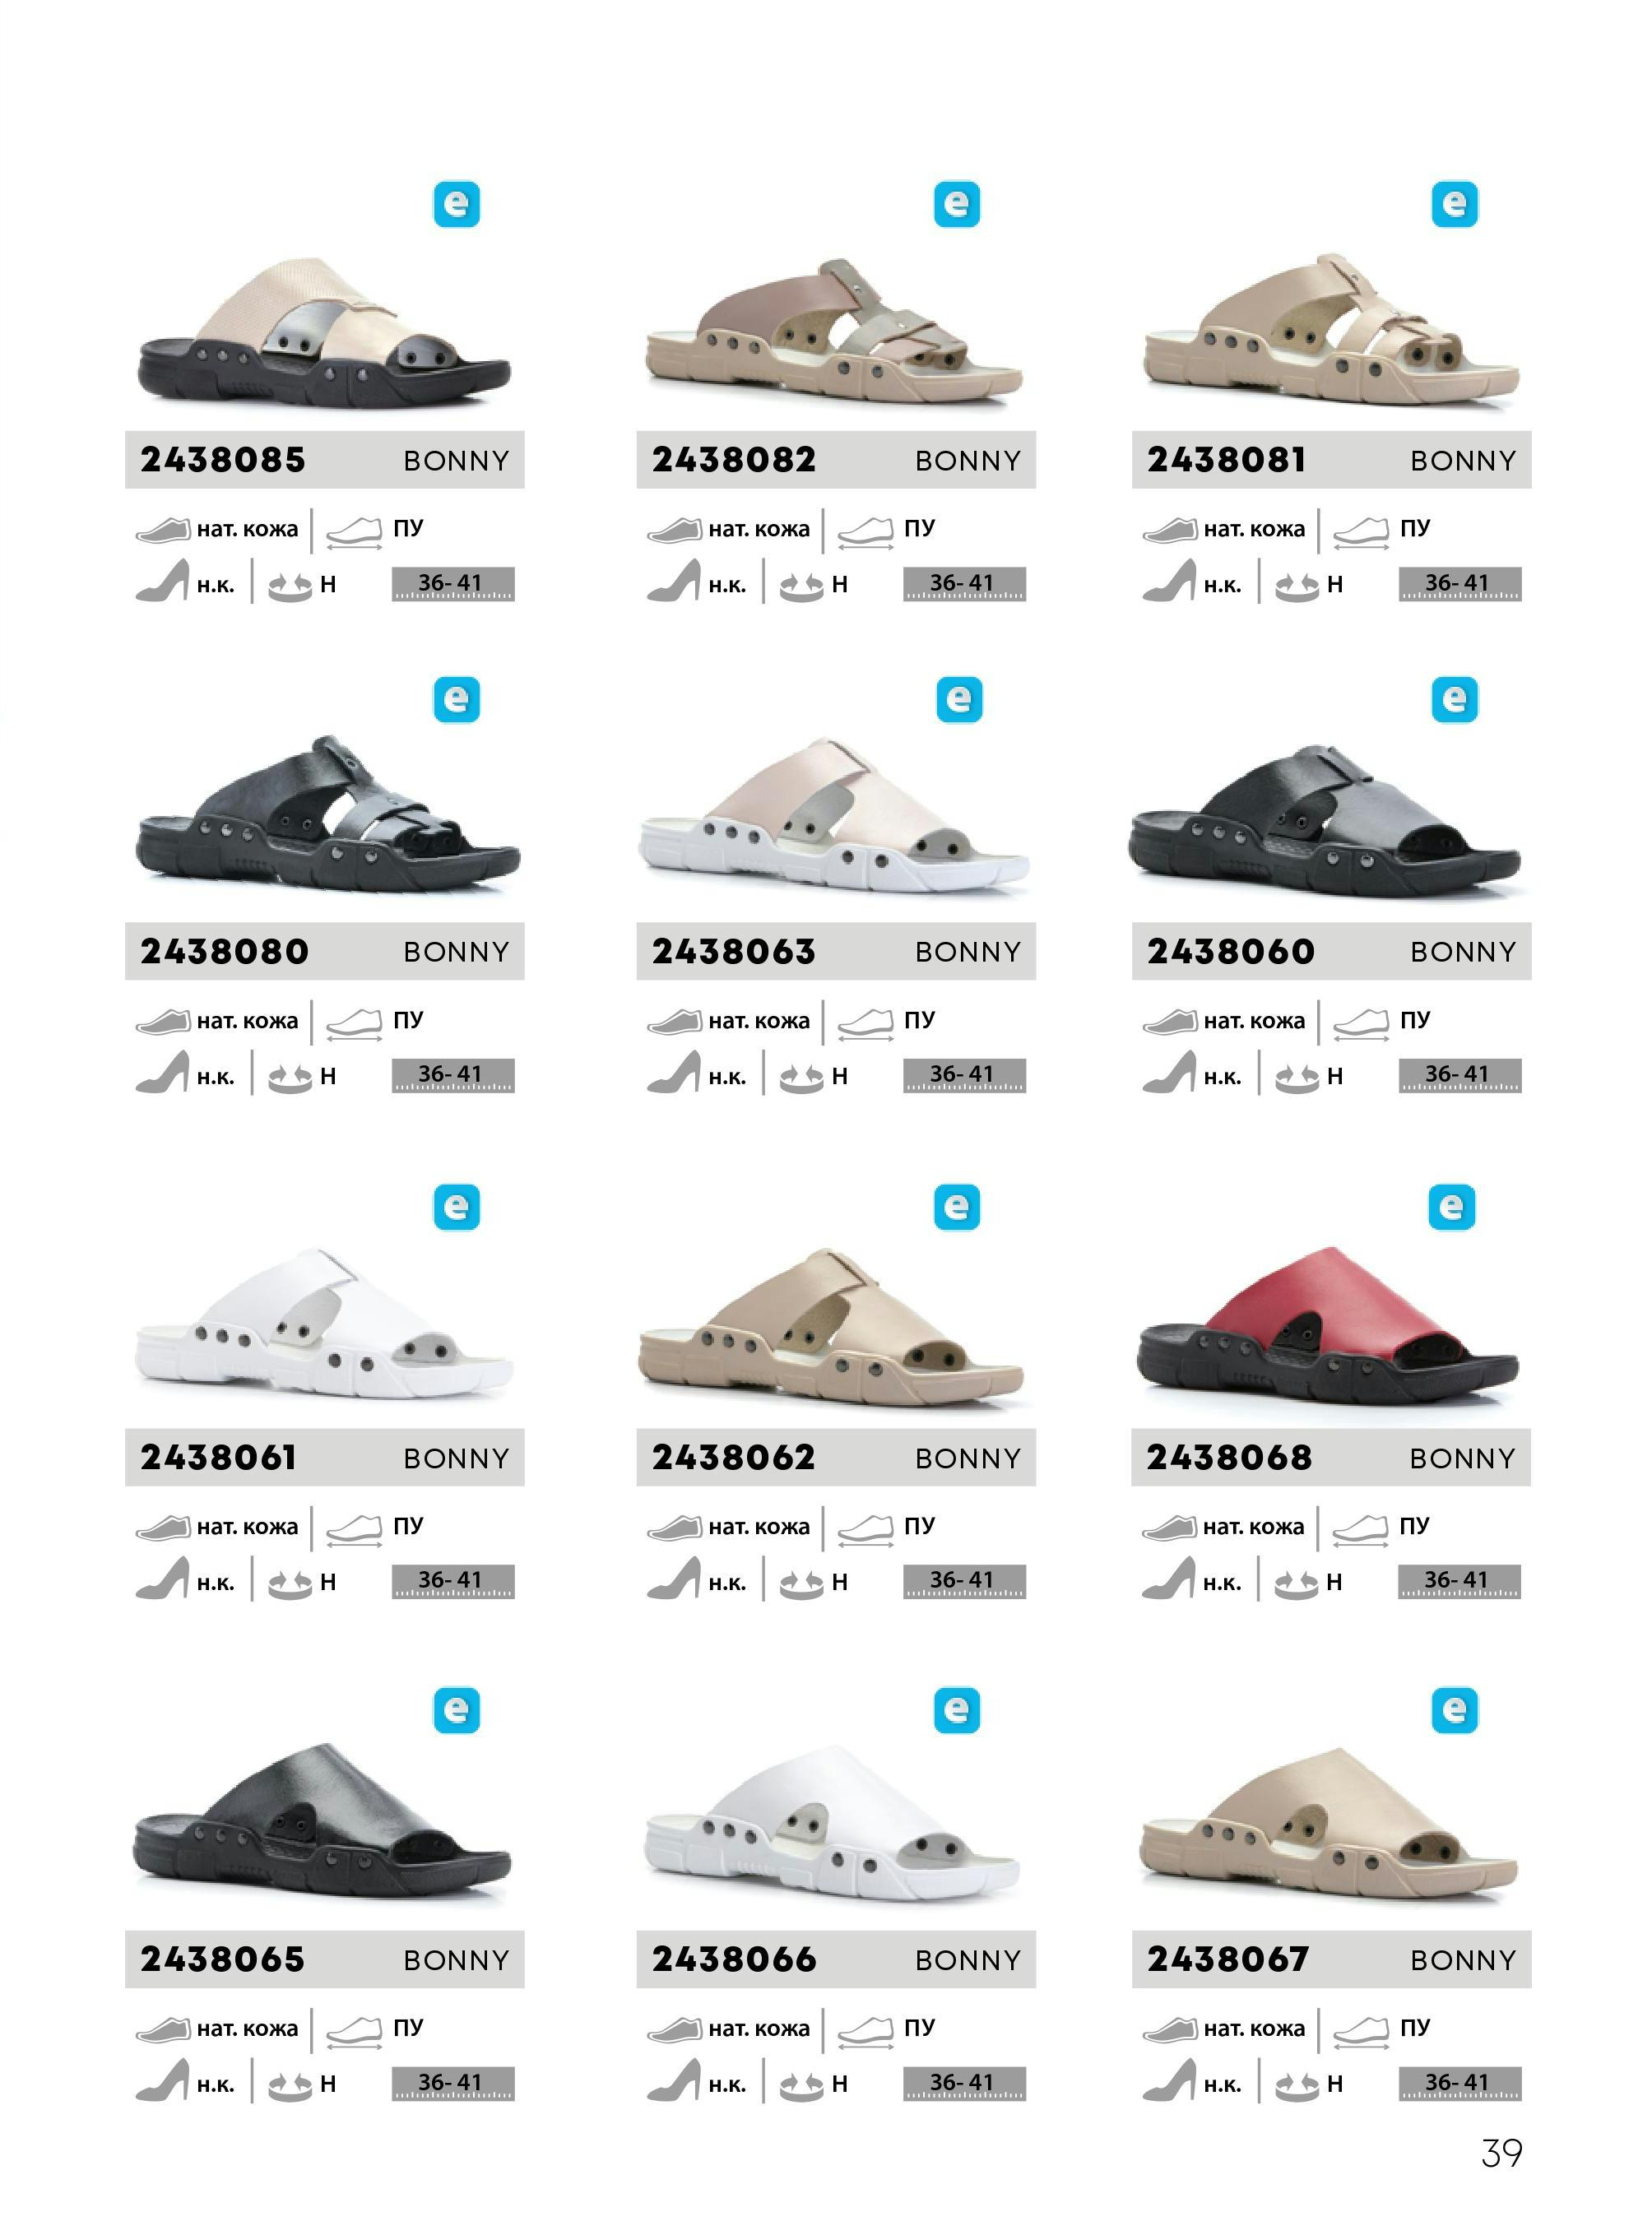 e e e
2438085 BONNY 2438082 BONNY 2438081 BONNY
нат. кожа ПУ нат. кожа ПУ нат. кожа ПУ
н.к. Н 36-41 н.к. Н 36-41 н.к. Н 36-41
e e e
2438080 BONNY 2438063 BONNY 2438060 BONNY
нат. кожа ПУ нат. кожа ПУ нат. кожа ПУ
н.к. Н 36-41 н.к. Н 36-41 н.к. Н 36-41
e e e
2438061 BONNY 2438062 BONNY 2438068 BONNY
нат. кожа ПУ нат. кожа ПУ нат. кожа ПУ
н.к. Н 36-41 н.к. Н 36-41 н.к. Н 36-41
e e e
2438065 BONNY 2438066 BONNY 2438067 BONNY
нат. кожа ПУ нат. кожа ПУ нат. кожа ПУ
н.к. Н 36-41 н.к. Н 36-41 н.к. Н 36-41
39